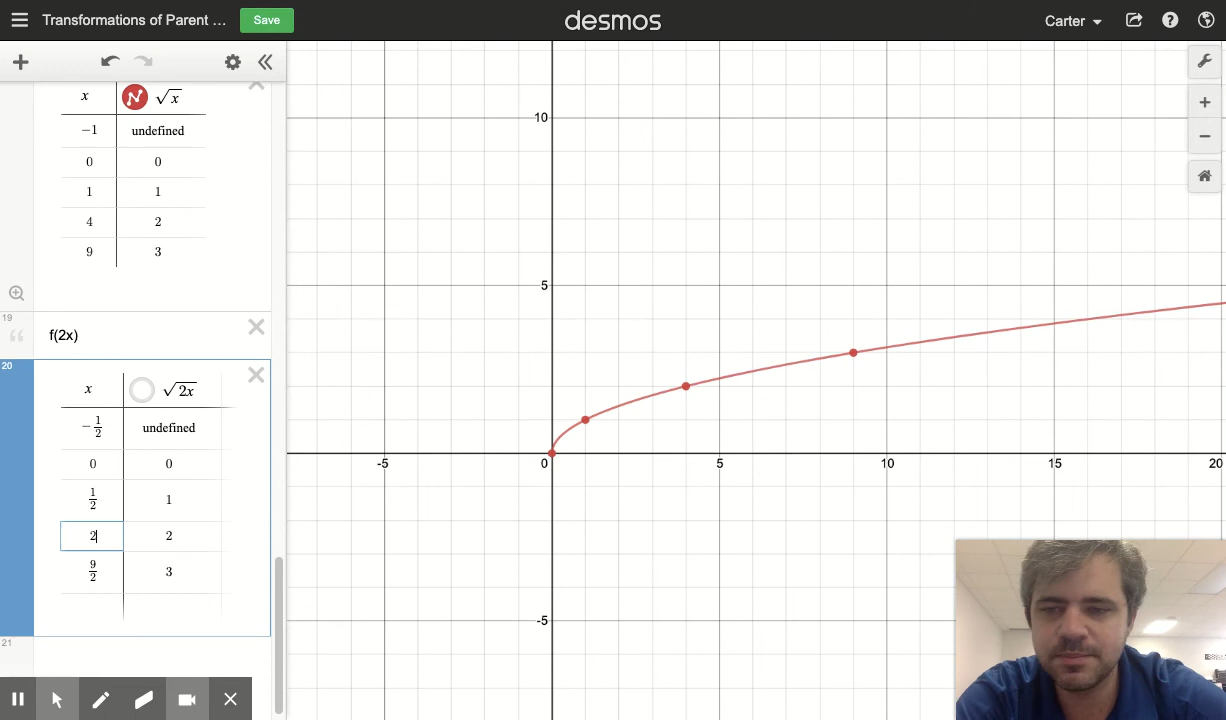 Transformations of Parent ... Save desmos Carter
x √x
−1 undefined
0 0
1 1
4 2
9 3
19 f(2x)
20
x √2x
−1/2 undefined
0 0
1/2 1
2 2
9/2 3
21
10
5
-5 0 5 10 15 20
-5